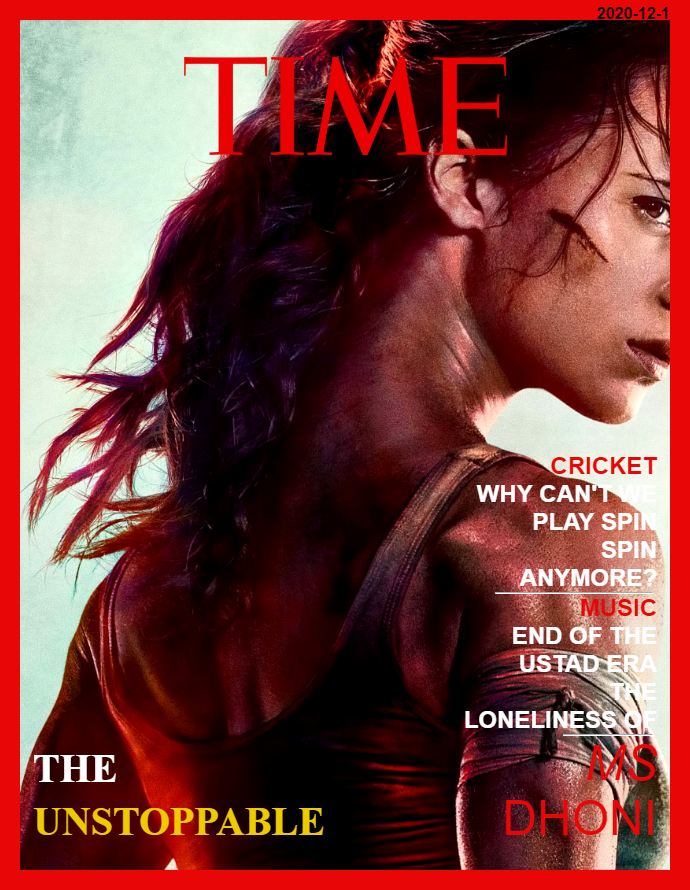 2020-12-1
TIME
CRICKET
WHY CAN'T WE
PLAY SPIN
SPIN
ANYMORE?
MUSIC
END OF THE
USTAD ERA
THE
LONELINESS OF
MS
DHONI
THE
UNSTOPPABLE